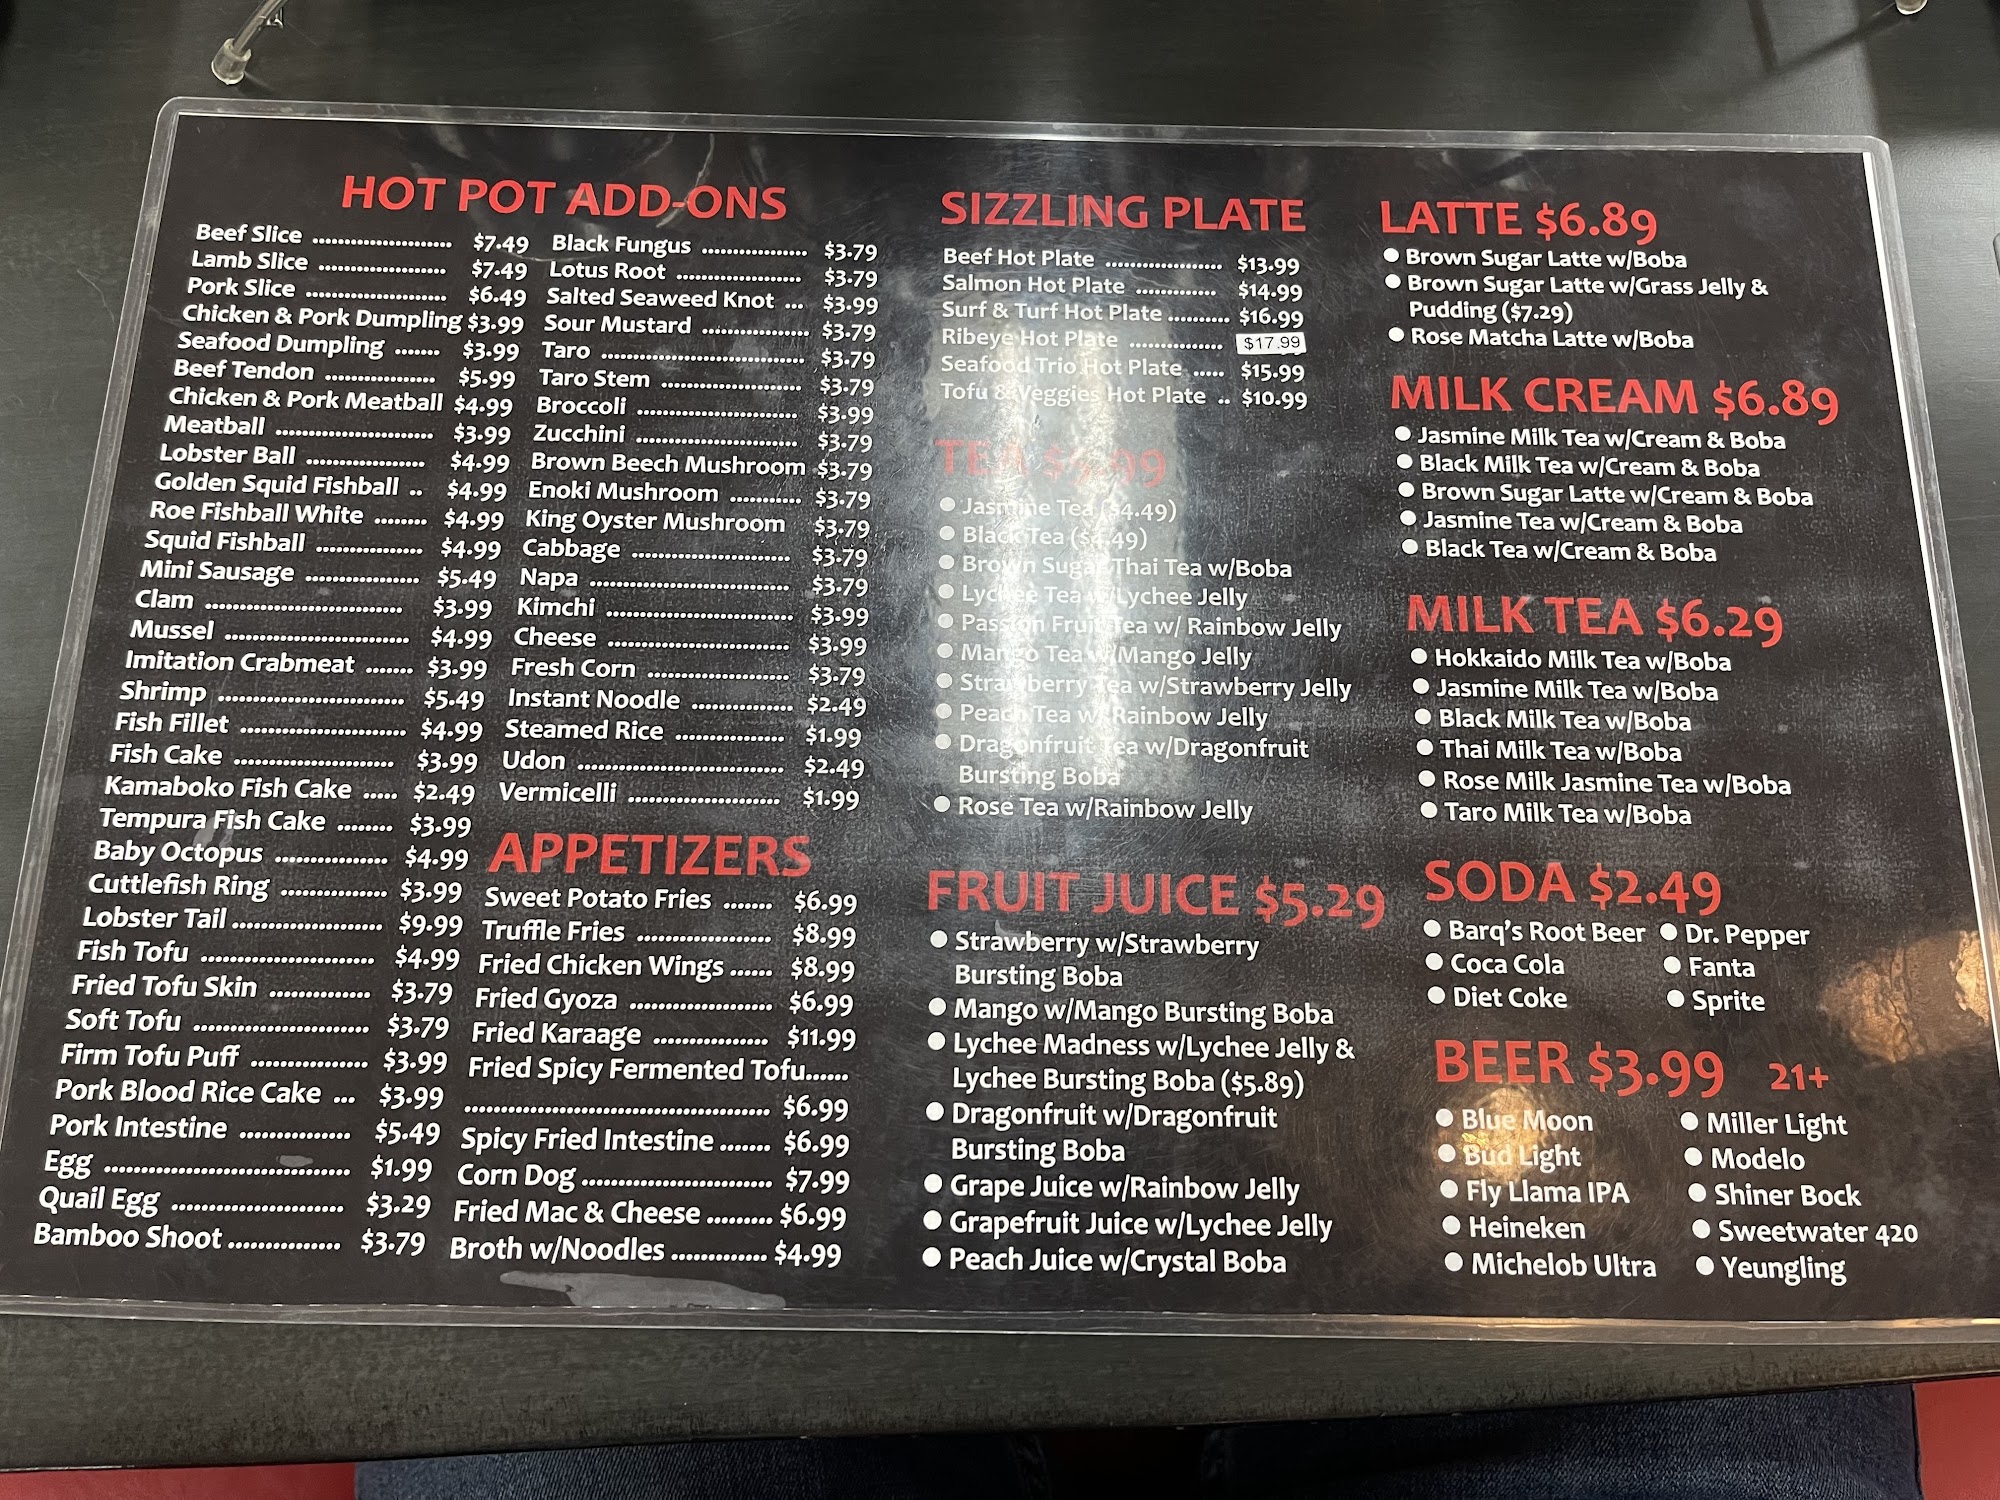 HOT POT ADD-ONS
Beef Slice ...................... $7.49
Lamb Slice .................... $7.49
Pork Slice ...................... $6.49
Chicken & Pork Dumpling $3.99
Seafood Dumpling ....... $3.99
Beef Tendon ................. $5.99
Chicken & Pork Meatball $4.99
Meatball ......................... $3.99
Lobster Ball ................... $4.99
Golden Squid Fishball .. $4.99
Roe Fishball White ........ $4.99
Squid Fishball ................ $4.99
Mini Sausage ................. $5.49
Clam ............................... $3.99
Mussel ............................ $4.99
Imitation Crabmeat ....... $3.99
Shrimp ............................ $5.49
Fish Fillet ......................... $4.99
Fish Cake ........................ $3.99
Kamaboko Fish Cake ..... $2.49
Tempura Fish Cake ........ $3.99
Baby Octopus ................ $4.99
Cuttlefish Ring ............... $3.99
Lobster Tail ...................... $9.99
Fish Tofu ......................... $4.99
Fried Tofu Skin .............. $3.79
Soft Tofu ......................... $3.79
Firm Tofu Puff ................ $3.99
Pork Blood Rice Cake ... $3.99
Pork Intestine ................ $5.49
Egg .................................. $1.99
Quail Egg ........................ $3.29
Bamboo Shoot ................ $3.79
Black Fungus ................ $3.79
Lotus Root ................... $3.79
Salted Seaweed Knot ... $3.99
Sour Mustard ................ $3.79
Taro ............................... $3.79
Taro Stem ..................... $3.79
Broccoli ........................ $3.99
Zucchini ........................ $3.79
Brown Beech Mushroom $3.79
Enoki Mushroom ........... $3.79
King Oyster Mushroom $3.79
Cabbage ........................ $3.79
Napa .............................. $3.79
Kimchi ........................... $3.99
Cheese ........................... $3.99
Fresh Corn ..................... $3.79
Instant Noodle ............... $2.49
Steamed Rice ................ $1.99
Udon .............................. $2.49
Vermicelli ...................... $1.99
APPETIZERS
Sweet Potato Fries ....... $6.99
Truffle Fries ................... $8.99
Fried Chicken Wings ...... $8.99
Fried Gyoza .................... $6.99
Fried Karaage ................ $11.99
Fried Spicy Fermented Tofu......
........................................... $6.99
Spicy Fried Intestine ....... $6.99
Corn Dog ........................... $7.99
Fried Mac & Cheese ......... $6.99
Broth w/Noodles ............. $4.99
SIZZLING PLATE
Beef Hot Plate .................. $13.99
Salmon Hot Plate ............. $14.99
Surf & Turf Hot Plate .......... $16.99
Ribeye Hot Plate ............... $17.99
Seafood Trio Hot Plate ..... $15.99
Tofu & Veggies Hot Plate .. $10.99
TEA $5.99
● Jasmine Tea ($4.49)
● Black Tea ($4.49)
● Brown Sugar Thai Tea w/Boba
● Lychee Tea w/Lychee Jelly
● Passion Fruit Tea w/ Rainbow Jelly
● Mango Tea w/Mango Jelly
● Strawberry Tea w/Strawberry Jelly
● Peach Tea w/Rainbow Jelly
● Dragonfruit Tea w/Dragonfruit
Bursting Boba
● Rose Tea w/Rainbow Jelly
FRUIT JUICE $5.29
● Strawberry w/Strawberry
Bursting Boba
● Mango w/Mango Bursting Boba
● Lychee Madness w/Lychee Jelly &
Lychee Bursting Boba ($5.89)
● Dragonfruit w/Dragonfruit
Bursting Boba
● Grape Juice w/Rainbow Jelly
● Grapefruit Juice w/Lychee Jelly
● Peach Juice w/Crystal Boba
LATTE $6.89
● Brown Sugar Latte w/Boba
● Brown Sugar Latte w/Grass Jelly &
Pudding ($7.29)
● Rose Matcha Latte w/Boba
MILK CREAM $6.89
● Jasmine Milk Tea w/Cream & Boba
● Black Milk Tea w/Cream & Boba
● Brown Sugar Latte w/Cream & Boba
● Jasmine Tea w/Cream & Boba
● Black Tea w/Cream & Boba
MILK TEA $6.29
● Hokkaido Milk Tea w/Boba
● Jasmine Milk Tea w/Boba
● Black Milk Tea w/Boba
● Thai Milk Tea w/Boba
● Rose Milk Jasmine Tea w/Boba
● Taro Milk Tea w/Boba
SODA $2.49
● Barq's Root Beer ● Dr. Pepper
● Coca Cola ● Fanta
● Diet Coke ● Sprite
BEER $3.99 21+
● Blue Moon ● Miller Light
● Bud Light ● Modelo
● Fly Llama IPA ● Shiner Bock
● Heineken ● Sweetwater 420
● Michelob Ultra ● Yeungling